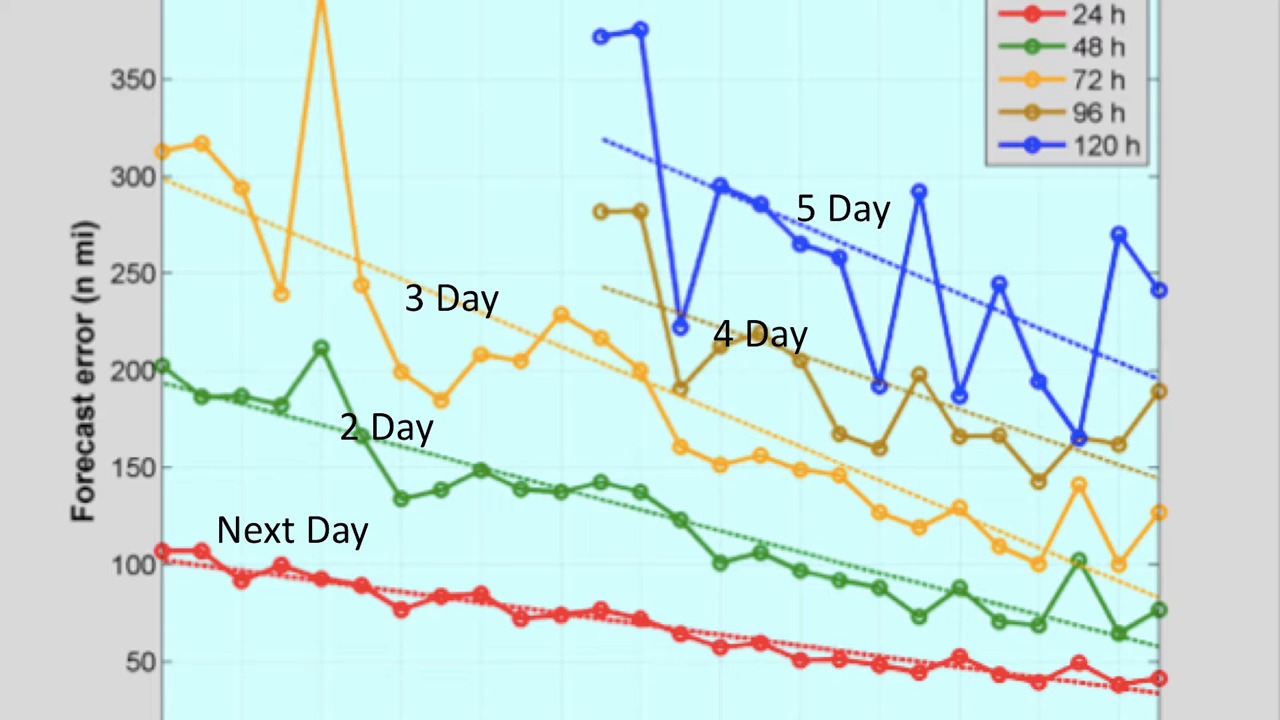 24 h
48 h
72 h
96 h
120 h
350
300
250
200
150
100
50
Forecast error (n mi)
5 Day
3 Day
4 Day
2 Day
Next Day